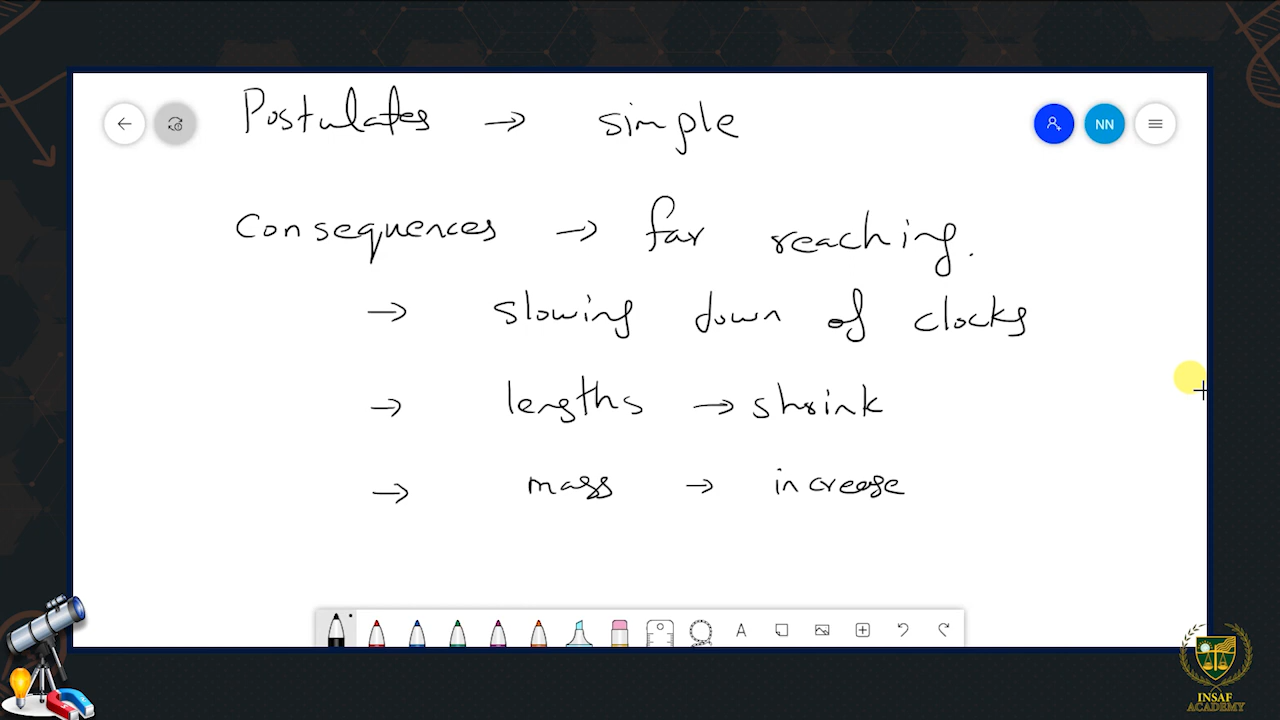 Postulates → simple
NN
Consequences → far reaching.
→ slowing down of clocks
→ lengths → shrink
→ mass → increase
A
INSAF
ACADEMY